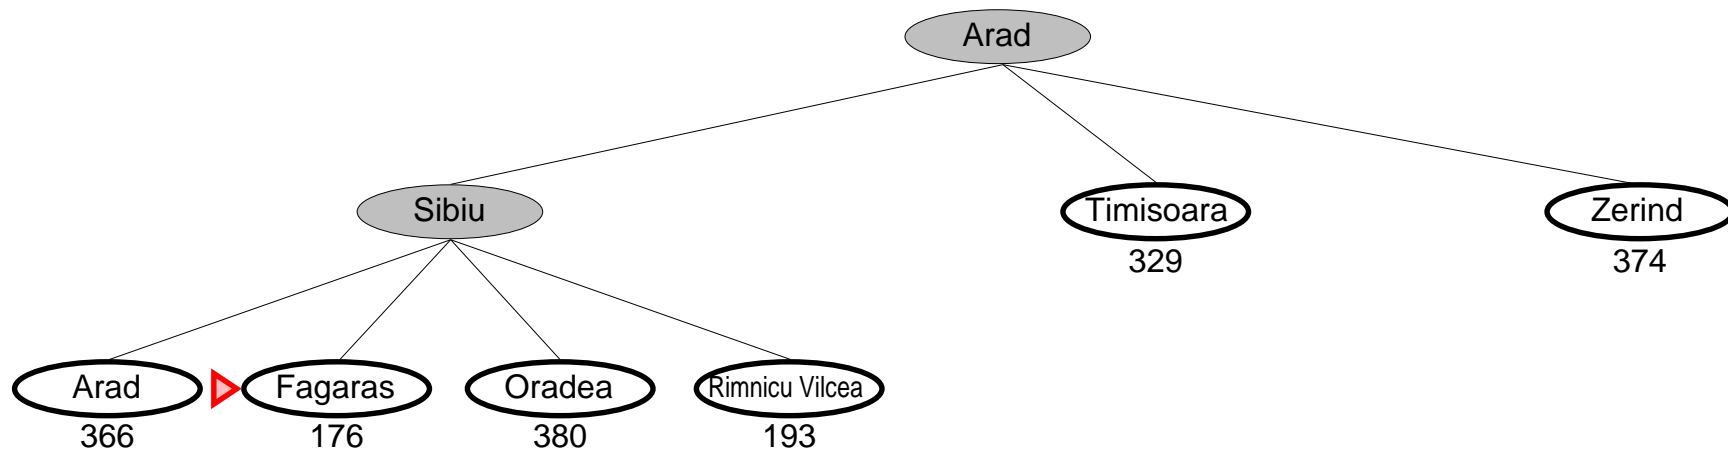 Arad
Sibiu
Timisoara
Zerind
329
374
Arad
Fagaras
Oradea
Rimnicu Vilcea
366
176
380
193